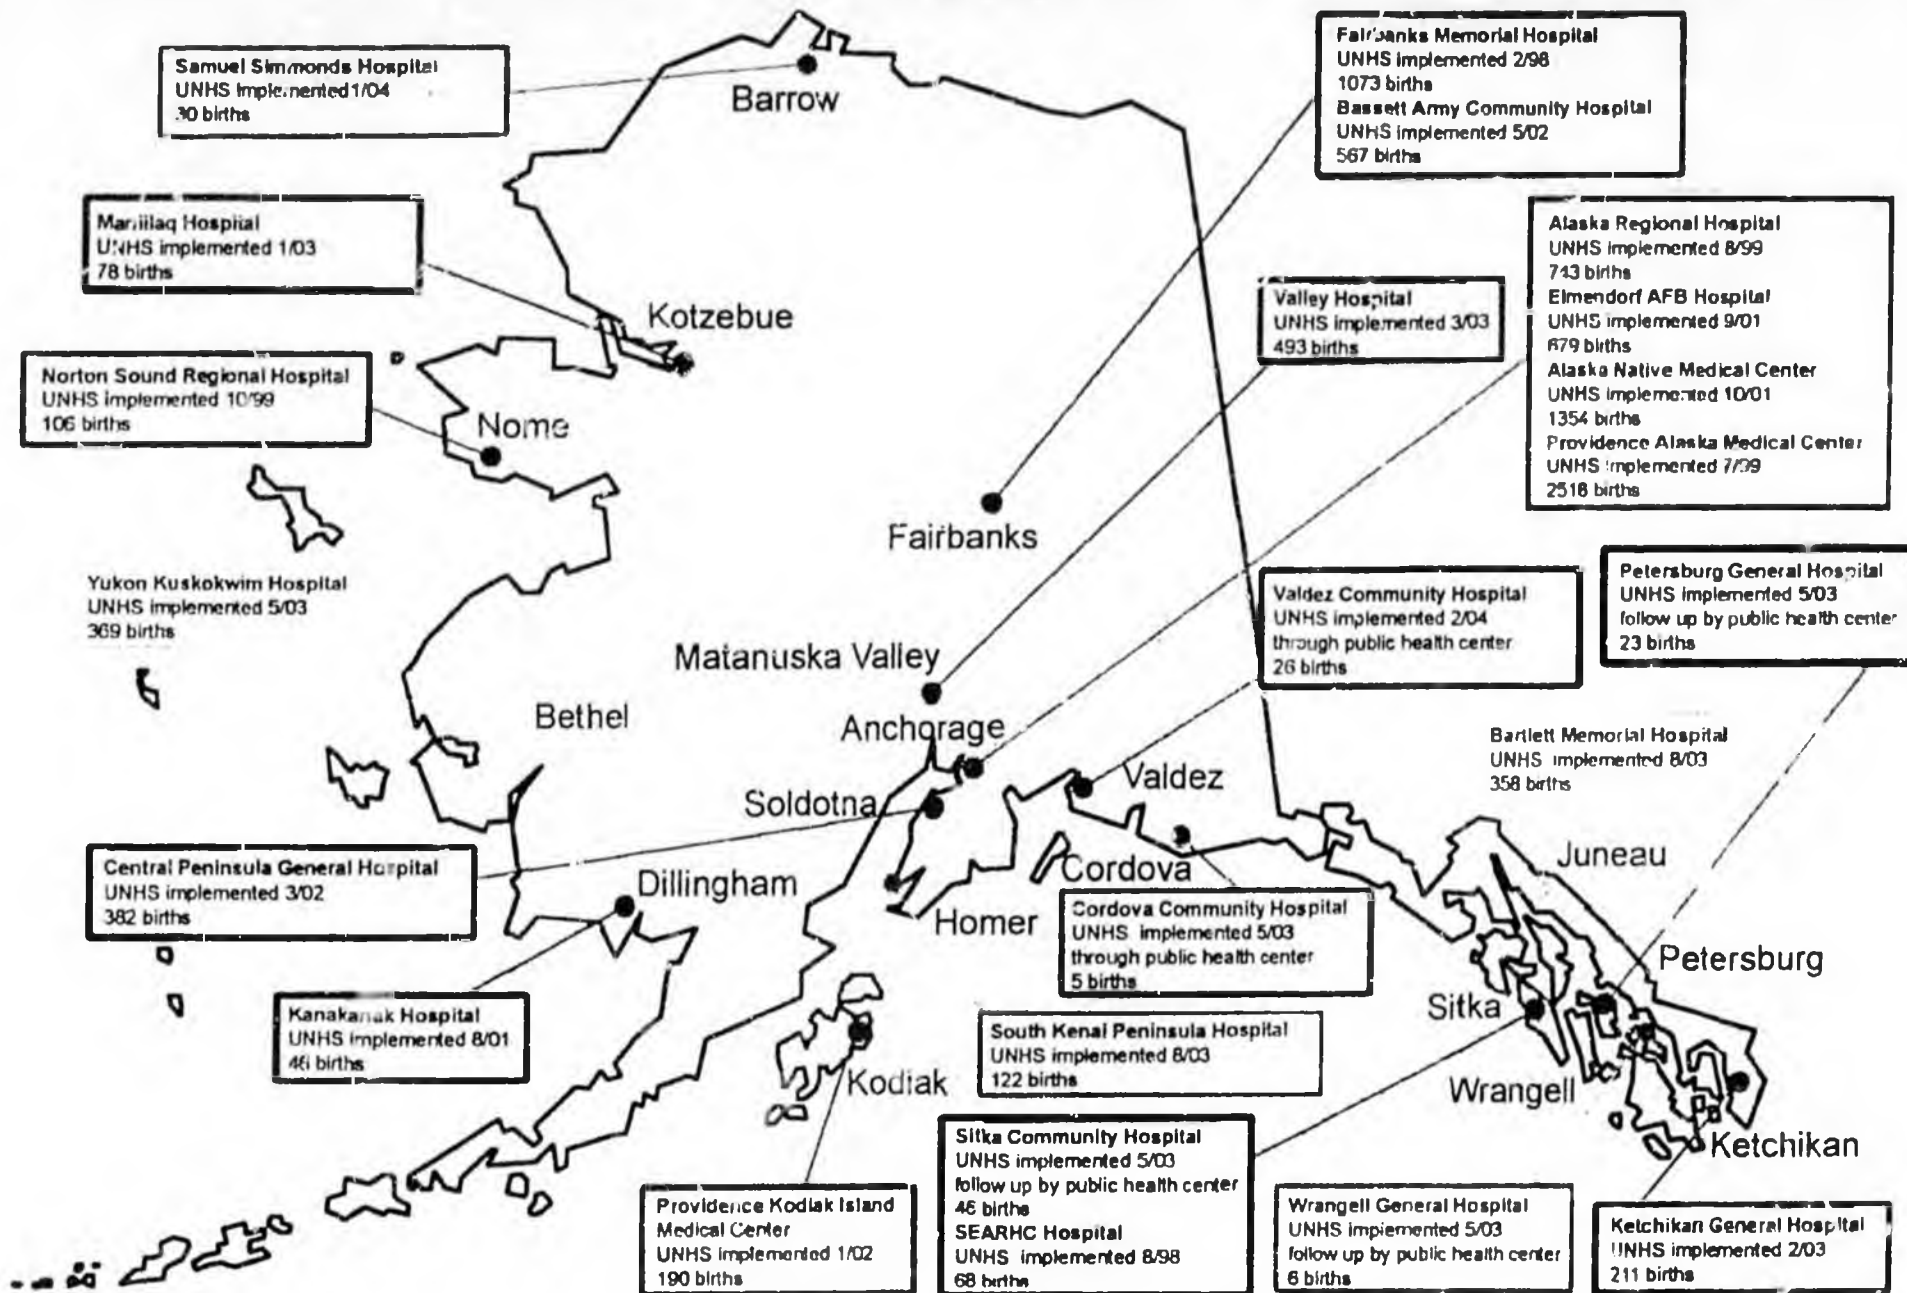 Samuel Simmonds Hospital
UNHS implemented 1/04
30 births
Barrow
Fairbanks Memorial Hospital
UNHS implemented 2/98
1073 births
Bassett Army Community Hospital
UNHS implemented 5/02
567 births
Maniilaq Hospital
UNHS implemented 1/03
78 births
Kotzebue
Alaska Regional Hospital
UNHS implemented 8/99
743 births
Elmendorf AFB Hospital
UNHS implemented 9/01
679 births
Alaska Native Medical Center
UNHS implemented 10/01
1354 births
Providence Alaska Medical Center
UNHS implemented 7/99
2518 births
Valley Hospital
UNHS implemented 3/03
493 births
Norton Sound Regional Hospital
UNHS implemented 10/99
106 births
Nome
Fairbanks
Yukon Kuskokwim Hospital
UNHS implemented 5/03
369 births
Valdez Community Hospital
UNHS implemented 2/04
through public health center
26 births
Petersburg General Hospital
UNHS implemented 5/03
follow up by public health center
23 births
Matanuska Valley
Bethel
Anchorage
Bartlett Memorial Hospital
UNHS implemented 8/03
358 births
Valdez
Soldotna
Juneau
Central Peninsula General Hospital
UNHS implemented 3/02
382 births
Dillingham
Cordova
Homer
Cordova Community Hospital
UNHS implemented 5/03
through public health center
5 births
Petersburg
Kanakanak Hospital
UNHS implemented 8/01
46 births
Sitka
South Kenai Peninsula Hospital
UNHS implemented 8/03
122 births
Kodiak
Wrangell
Ketchikan
Sitka Community Hospital
UNHS implemented 5/03
follow up by public health center
46 births
SEARHC Hospital
UNHS implemented 8/98
68 births
Providence Kodiak Island
Medical Center
UNHS implemented 1/02
190 births
Wrangell General Hospital
UNHS implemented 5/03
follow up by public health center
6 births
Ketchikan General Hospital
UNHS implemented 2/03
211 births